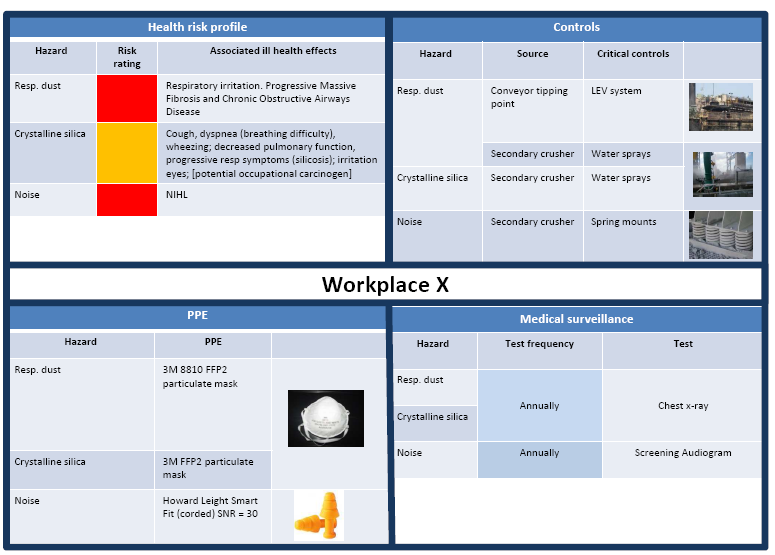 Health risk profile
Hazard
Risk
rating
Associated ill health effects
Resp. dust
Respiratory irritation. Progressive Massive
Fibrosis and Chronic Obstructive Airways
Disease
Crystalline silica
Cough, dyspnea (breathing difficulty),
wheezing; decreased pulmonary function,
progressive resp symptoms (silicosis); irritation
eyes; [potential occupational carcinogen]
Noise
NIHL
Controls
Hazard
Source
Critical controls
Resp. dust
Conveyor tipping
point
LEV system
Secondary crusher
Water sprays
Crystalline silica
Secondary crusher
Water sprays
Noise
Secondary crusher
Spring mounts
Workplace X
PPE
Hazard
PPE
Resp. dust
3M 8810 FFP2
particulate mask
Crystalline silica
3M FFP2 particulate
mask
Noise
Howard Leight Smart
Fit (corded) SNR = 30
Medical surveillance
Hazard
Test frequency
Test
Resp. dust
Crystalline silica
Annually
Chest x-ray
Noise
Annually
Screening Audiogram